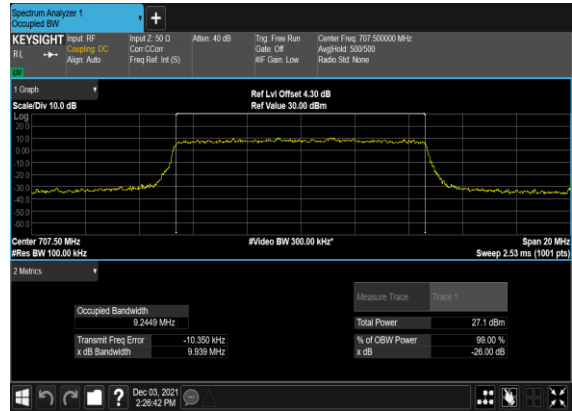 Spectrum Analyzer 1
Occupied BW
+
KEYSIGHT
Input: RF
Coupling: DC
Align: Auto
Input Z: 50 Ω
Corr CCorr
Freq Ref: Int (S)
Atten: 40 dB
Trig: Free Run
Gate: Off
#IF Gain: Low
Center Freq: 707.500000 MHz
Avg|Hold: 500/500
Radio Std: None
RL
LW
1 Graph
Scale/Div 10.0 dB
Ref Lvl Offset 4.30 dB
Ref Value 30.00 dBm
Log
20.0
10.0
0.00
-10.0
-20.0
-30.0
-40.0
-50.0
-60.0
Center 707.50 MHz
#Video BW 300.00 kHz*
Span 20 MHz
#Res BW 100.00 kHz
Sweep 2.53 ms (1001 pts)
2 Metrics
Measure Trace
Trace 1
Occupied Bandwidth
9.2449 MHz
Total Power
27.1 dBm
Transmit Freq Error
-10.350 kHz
% of OBW Power
99.00 %
x dB Bandwidth
9.939 MHz
x dB
-26.00 dB
?
Dec 03, 2021
2:26:42 PM